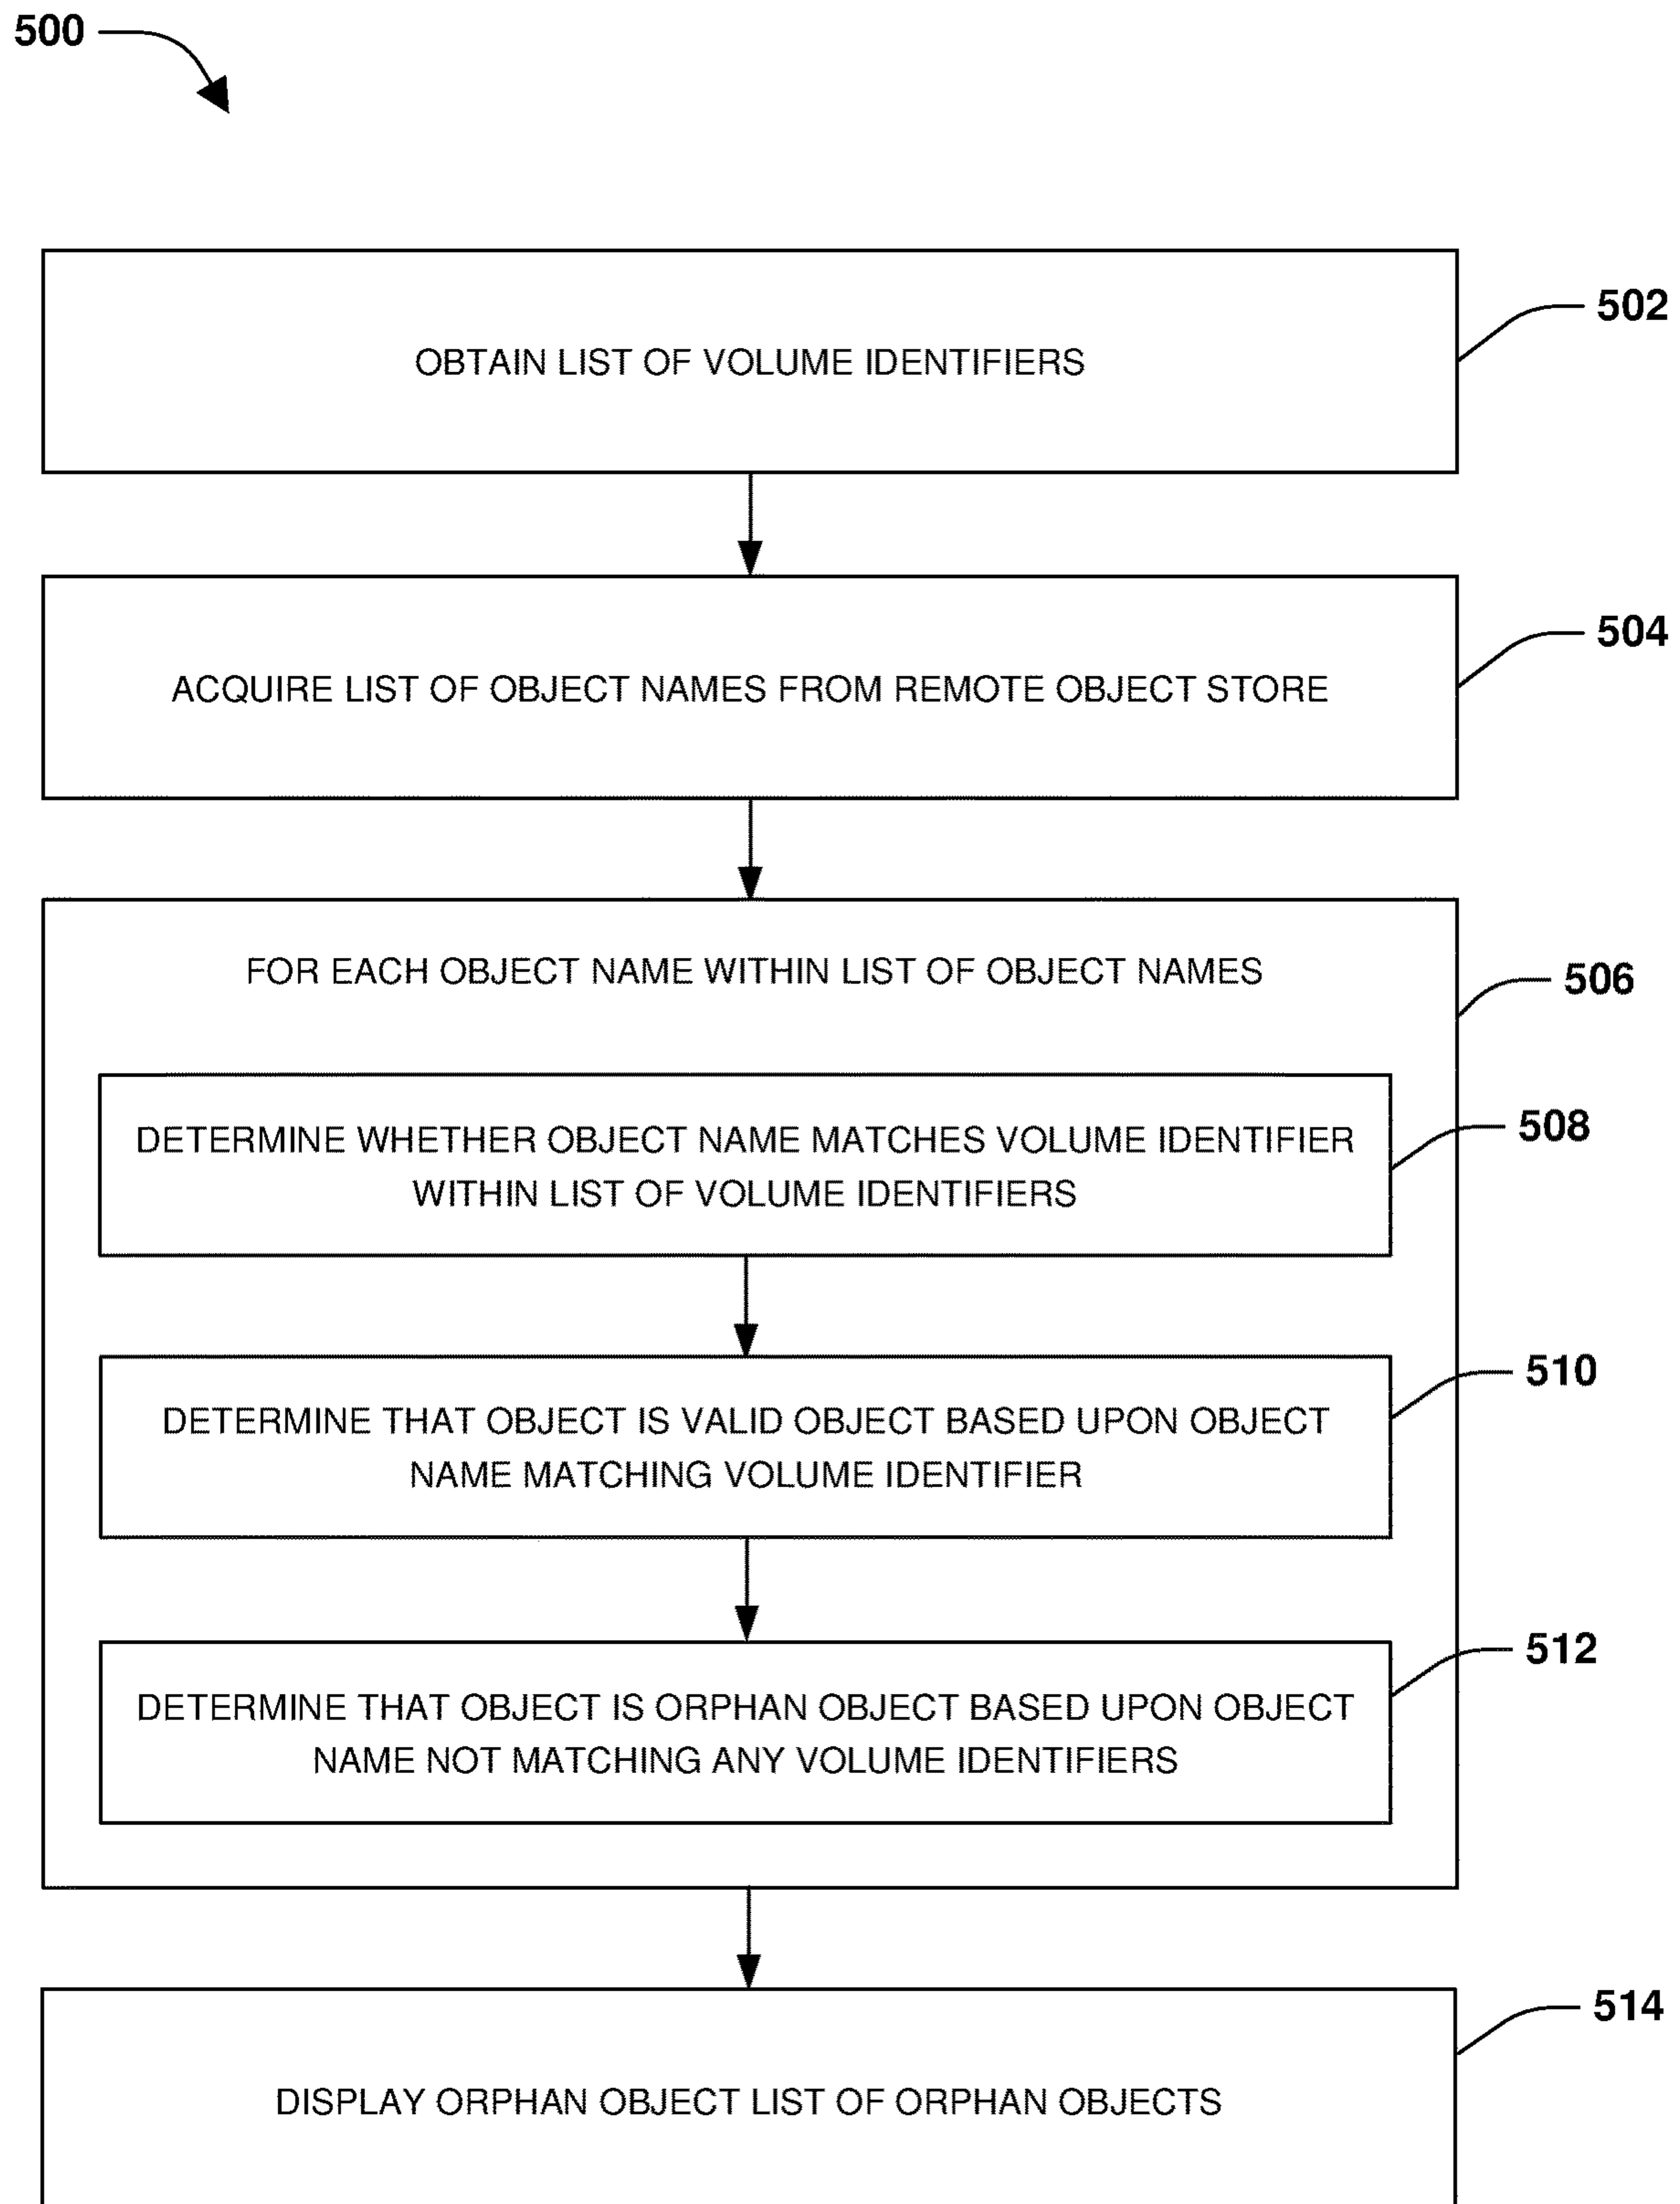 500
OBTAIN LIST OF VOLUME IDENTIFIERS
502
ACQUIRE LIST OF OBJECT NAMES FROM REMOTE OBJECT STORE
504
FOR EACH OBJECT NAME WITHIN LIST OF OBJECT NAMES
506
DETERMINE WHETHER OBJECT NAME MATCHES VOLUME IDENTIFIER
WITHIN LIST OF VOLUME IDENTIFIERS
508
DETERMINE THAT OBJECT IS VALID OBJECT BASED UPON OBJECT
NAME MATCHING VOLUME IDENTIFIER
510
DETERMINE THAT OBJECT IS ORPHAN OBJECT BASED UPON OBJECT
NAME NOT MATCHING ANY VOLUME IDENTIFIERS
512
DISPLAY ORPHAN OBJECT LIST OF ORPHAN OBJECTS
514